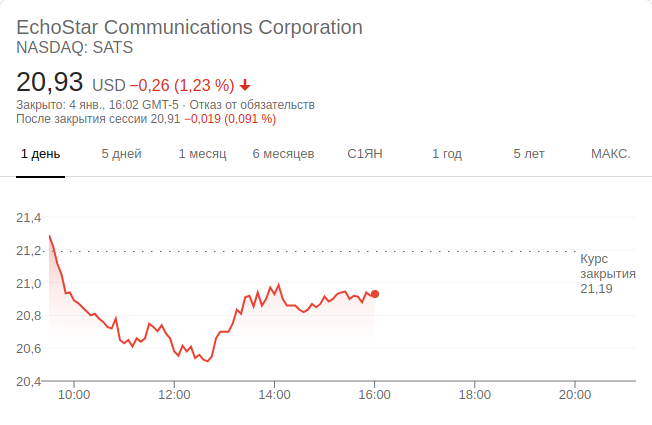 EchoStar Communications Corporation
NASDAQ: SATS
20,93 USD −0,26 (1,23 %)
Закрыто: 4 янв., 16:02 GMT-5 · Отказ от обязательств
После закрытия сессии 20,91 −0,019 (0,091 %)
1 день 5 дней 1 месяц 6 месяцев С1ЯН 1 год 5 лет МАКС.
21,4
21,2
Курс
закрытия
21,19
21,0
20,8
20,6
20,4
10:00 12:00 14:00 16:00 18:00 20:00